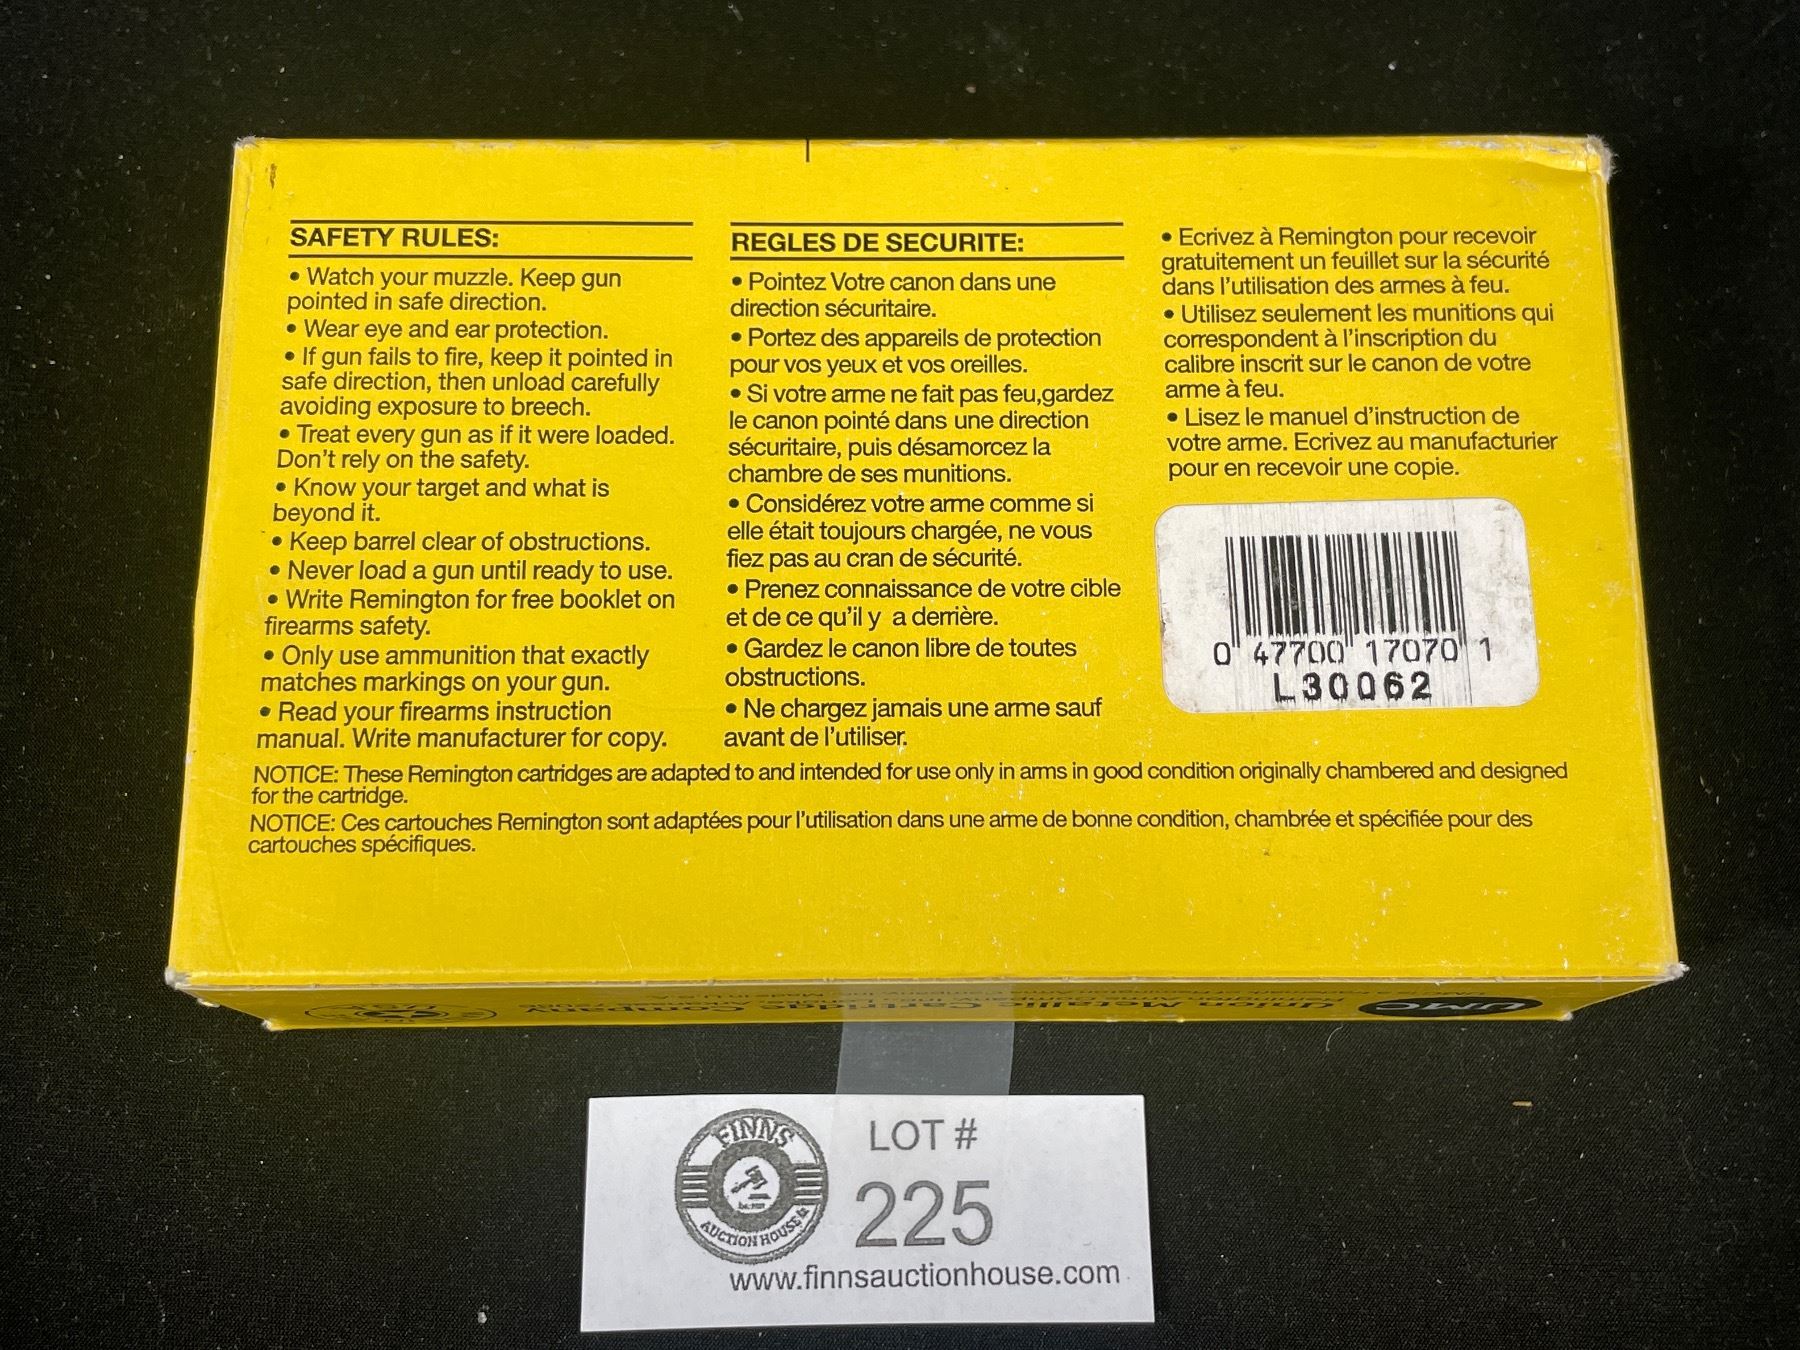 SAFETY RULES:
• Watch your muzzle. Keep gun
pointed in safe direction.
• Wear eye and ear protection.
• If gun fails to fire, keep it pointed in
safe direction, then unload carefully
avoiding exposure to breech.
• Treat every gun as if it were loaded.
Don't rely on the safety.
• Know your target and what is
beyond it.
• Keep barrel clear of obstructions.
• Never load a gun until ready to use.
• Write Remington for free booklet on
firearms safety.
• Only use ammunition that exactly
matches markings on your gun.
• Read your firearms instruction
manual. Write manufacturer for copy.
REGLES DE SECURITE:
• Pointez Votre canon dans une
direction sécuritaire.
• Portez des appareils de protection
pour vos yeux et vos oreilles.
• Si votre arme ne fait pas feu,gardez
le canon pointé dans une direction
sécuritaire, puis désamorcez la
chambre de ses munitions.
• Considérez votre arme comme si
elle était toujours chargée, ne vous
fiez pas au cran de sécurité.
• Prenez connaissance de votre cible
et de ce qu'il y a derrière.
• Gardez le canon libre de toutes
obstructions.
• Ne chargez jamais une arme sauf
avant de l'utiliser.
• Ecrivez à Remington pour recevoir
gratuitement un feuillet sur la sécurité
dans l'utilisation des armes à feu.
• Utilisez seulement les munitions qui
correspondent à l'inscription du
calibre inscrit sur le canon de votre
arme à feu.
• Lisez le manuel d'instruction de
votre arme. Ecrivez au manufacturier
pour en recevoir une copie.
0 47700 17070 1
L30062
NOTICE: These Remington cartridges are adapted to and intended for use only in arms in good condition originally chambered and designed
for the cartridge.
NOTICE: Ces cartouches Remington sont adaptées pour l'utilisation dans une arme de bonne condition, chambrée et spécifiée pour des
cartouches spécifiques.
UMC
Union Metallic Cartridge Company
FINNS
AUCTION HOUSE
LOT #
225
www.finnsauctionhouse.com